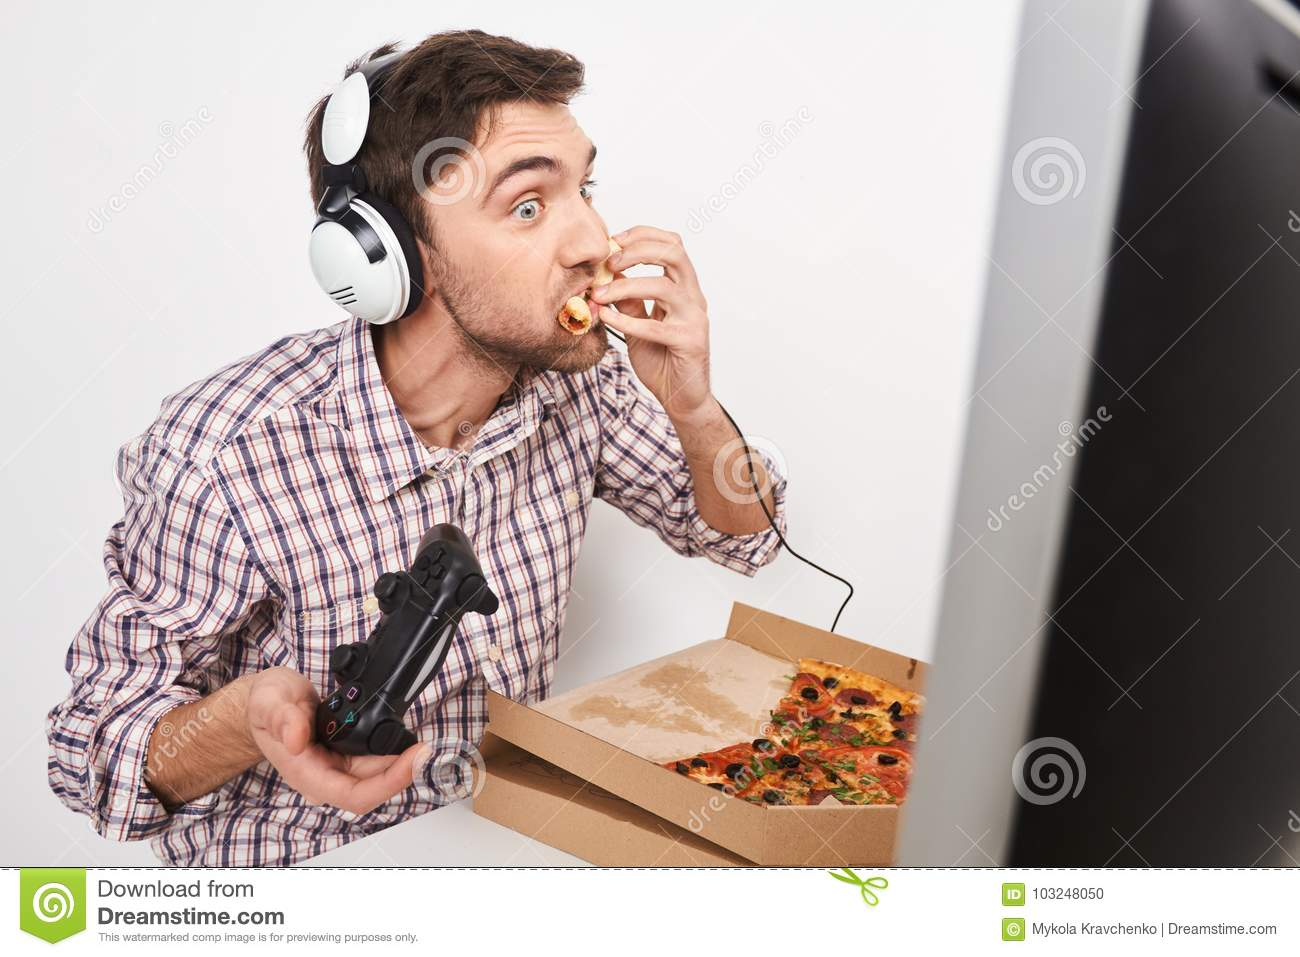 dreamstime
dreamstime
dreamstime
dreamstime
dreamstime
Download from
Dreamstime.com
This watermarked comp image is for previewing purposes only.
ID 103248050
© Mykola Kravchenko | Dreamstime.com